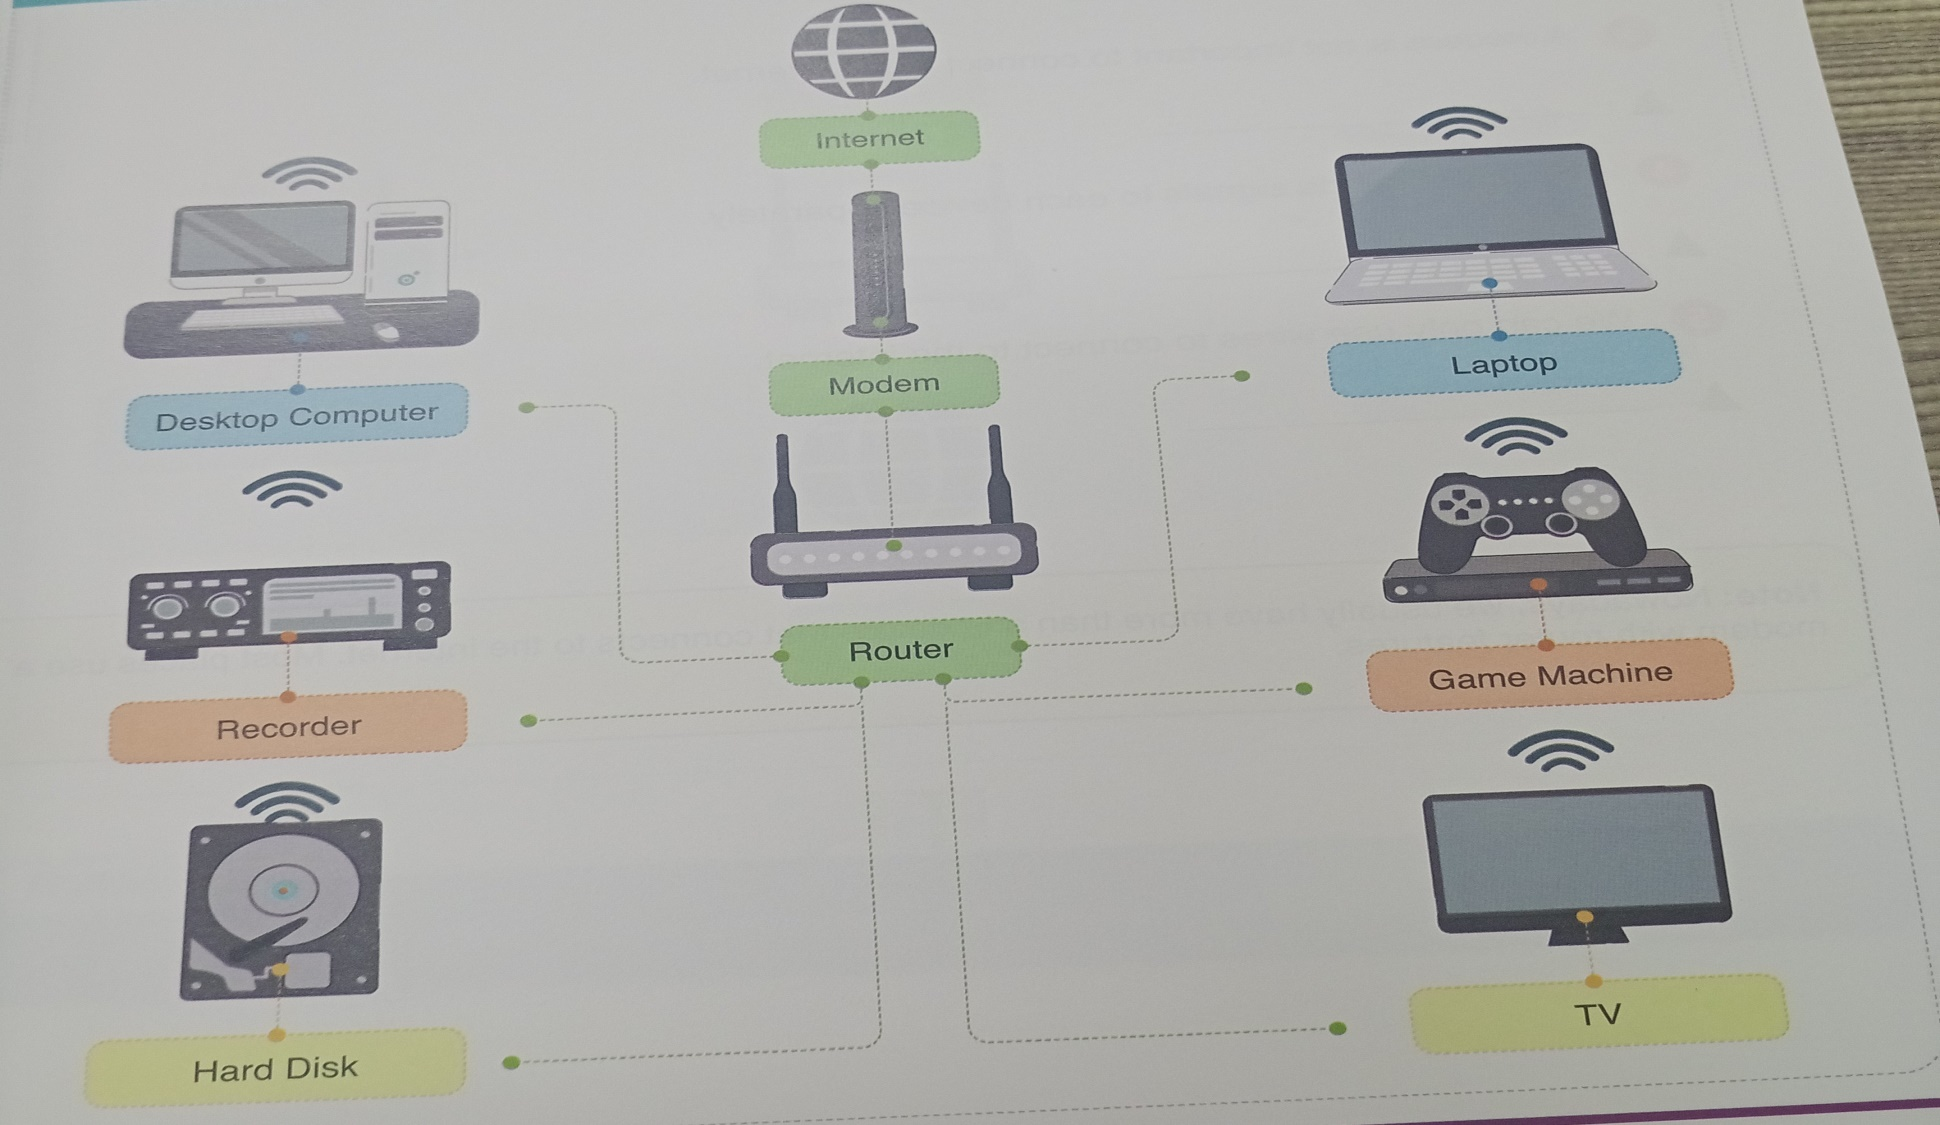 Internet
Modem
Router
Desktop Computer
Recorder
Hard Disk
Laptop
Game Machine
TV